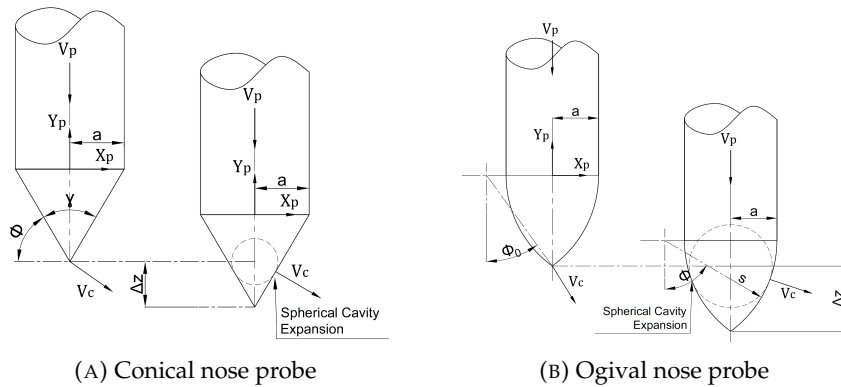 Vp
Yp
a
Xp
γ
Φ
Vc
Δz
Vp
Yp
a
Xp
Vc
Spherical Cavity
Expansion
(A) Conical nose probe
Vp
a
Yp
Xp
Φ0
Vc
Vp
a
Φ
s
Vc
Δz
Spherical Cavity
Expansion
(B) Ogival nose probe